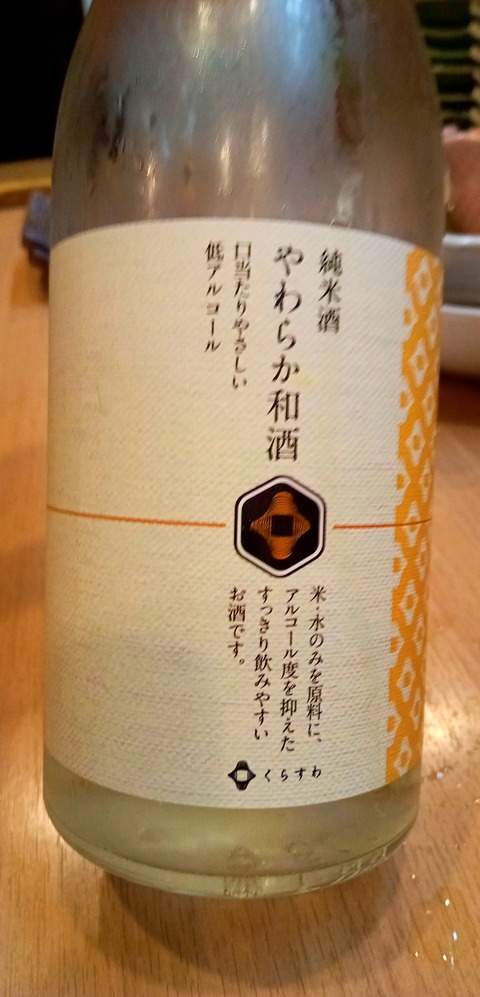 純米酒
やわらか和酒
口当たりやさしい
低アルコール
米・水のみを原料に、
アルコール度を抑えた
すっきり飲みやすい
お酒です。
くらすわ